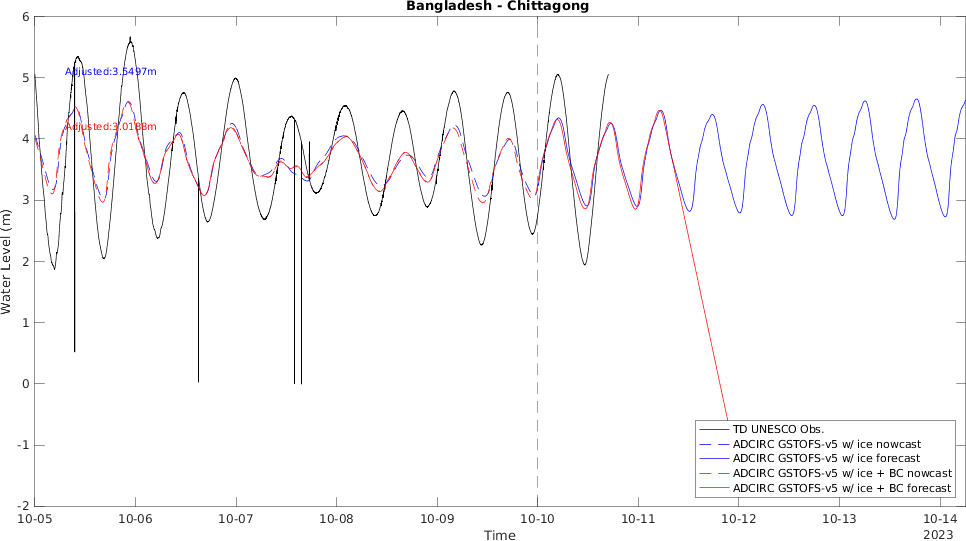 Bangladesh - Chittagong
6
5
4
3
2
1
0
-1
-2
Water Level (m)
Adjusted:3.5497m
Adjusted:3.0188m
TD UNESCO Obs.
ADCIRC GSTOFS-v5 w/ ice nowcast
ADCIRC GSTOFS-v5 w/ ice forecast
ADCIRC GSTOFS-v5 w/ ice + BC nowcast
ADCIRC GSTOFS-v5 w/ ice + BC forecast
10-05 10-06 10-07 10-08 10-09 10-10 10-11 10-12 10-13 10-14
Time
2023